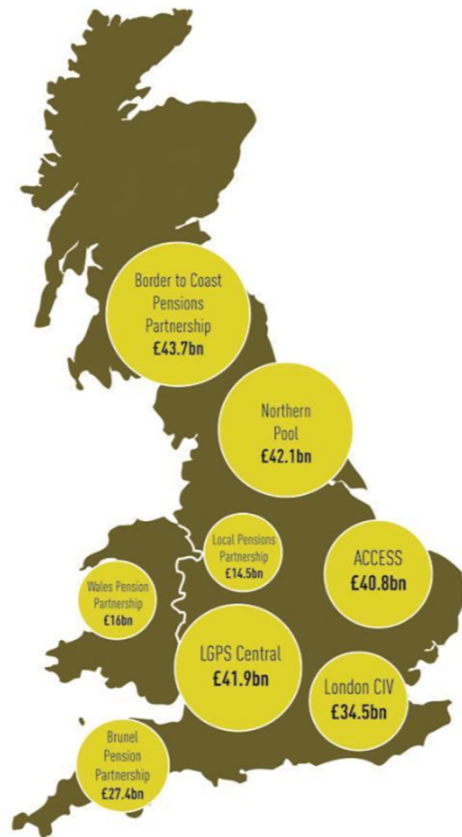 Border to Coast
Pensions
Partnership
£43.7bn
Northern
Pool
£42.1bn
Local Pensions
Partnership
£14.5bn
ACCESS
£40.8bn
Wales Pension
Partnership
£16bn
LGPS Central
£41.9bn
London CIV
£34.5bn
Brunel
Pension
Partnership
£27.4bn